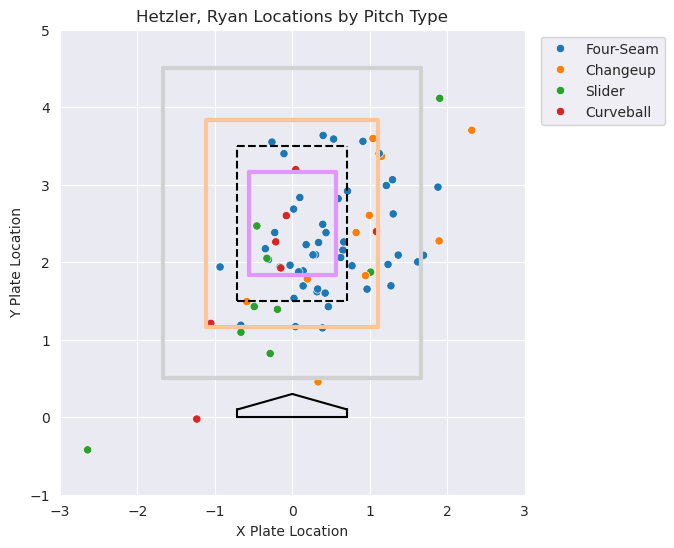 Hetzler, Ryan Locations by Pitch Type
5
4
3
2
1
0
−1
−3
−2
−1
0
1
2
3
Y Plate Location
X Plate Location
Four-Seam
Changeup
Slider
Curveball